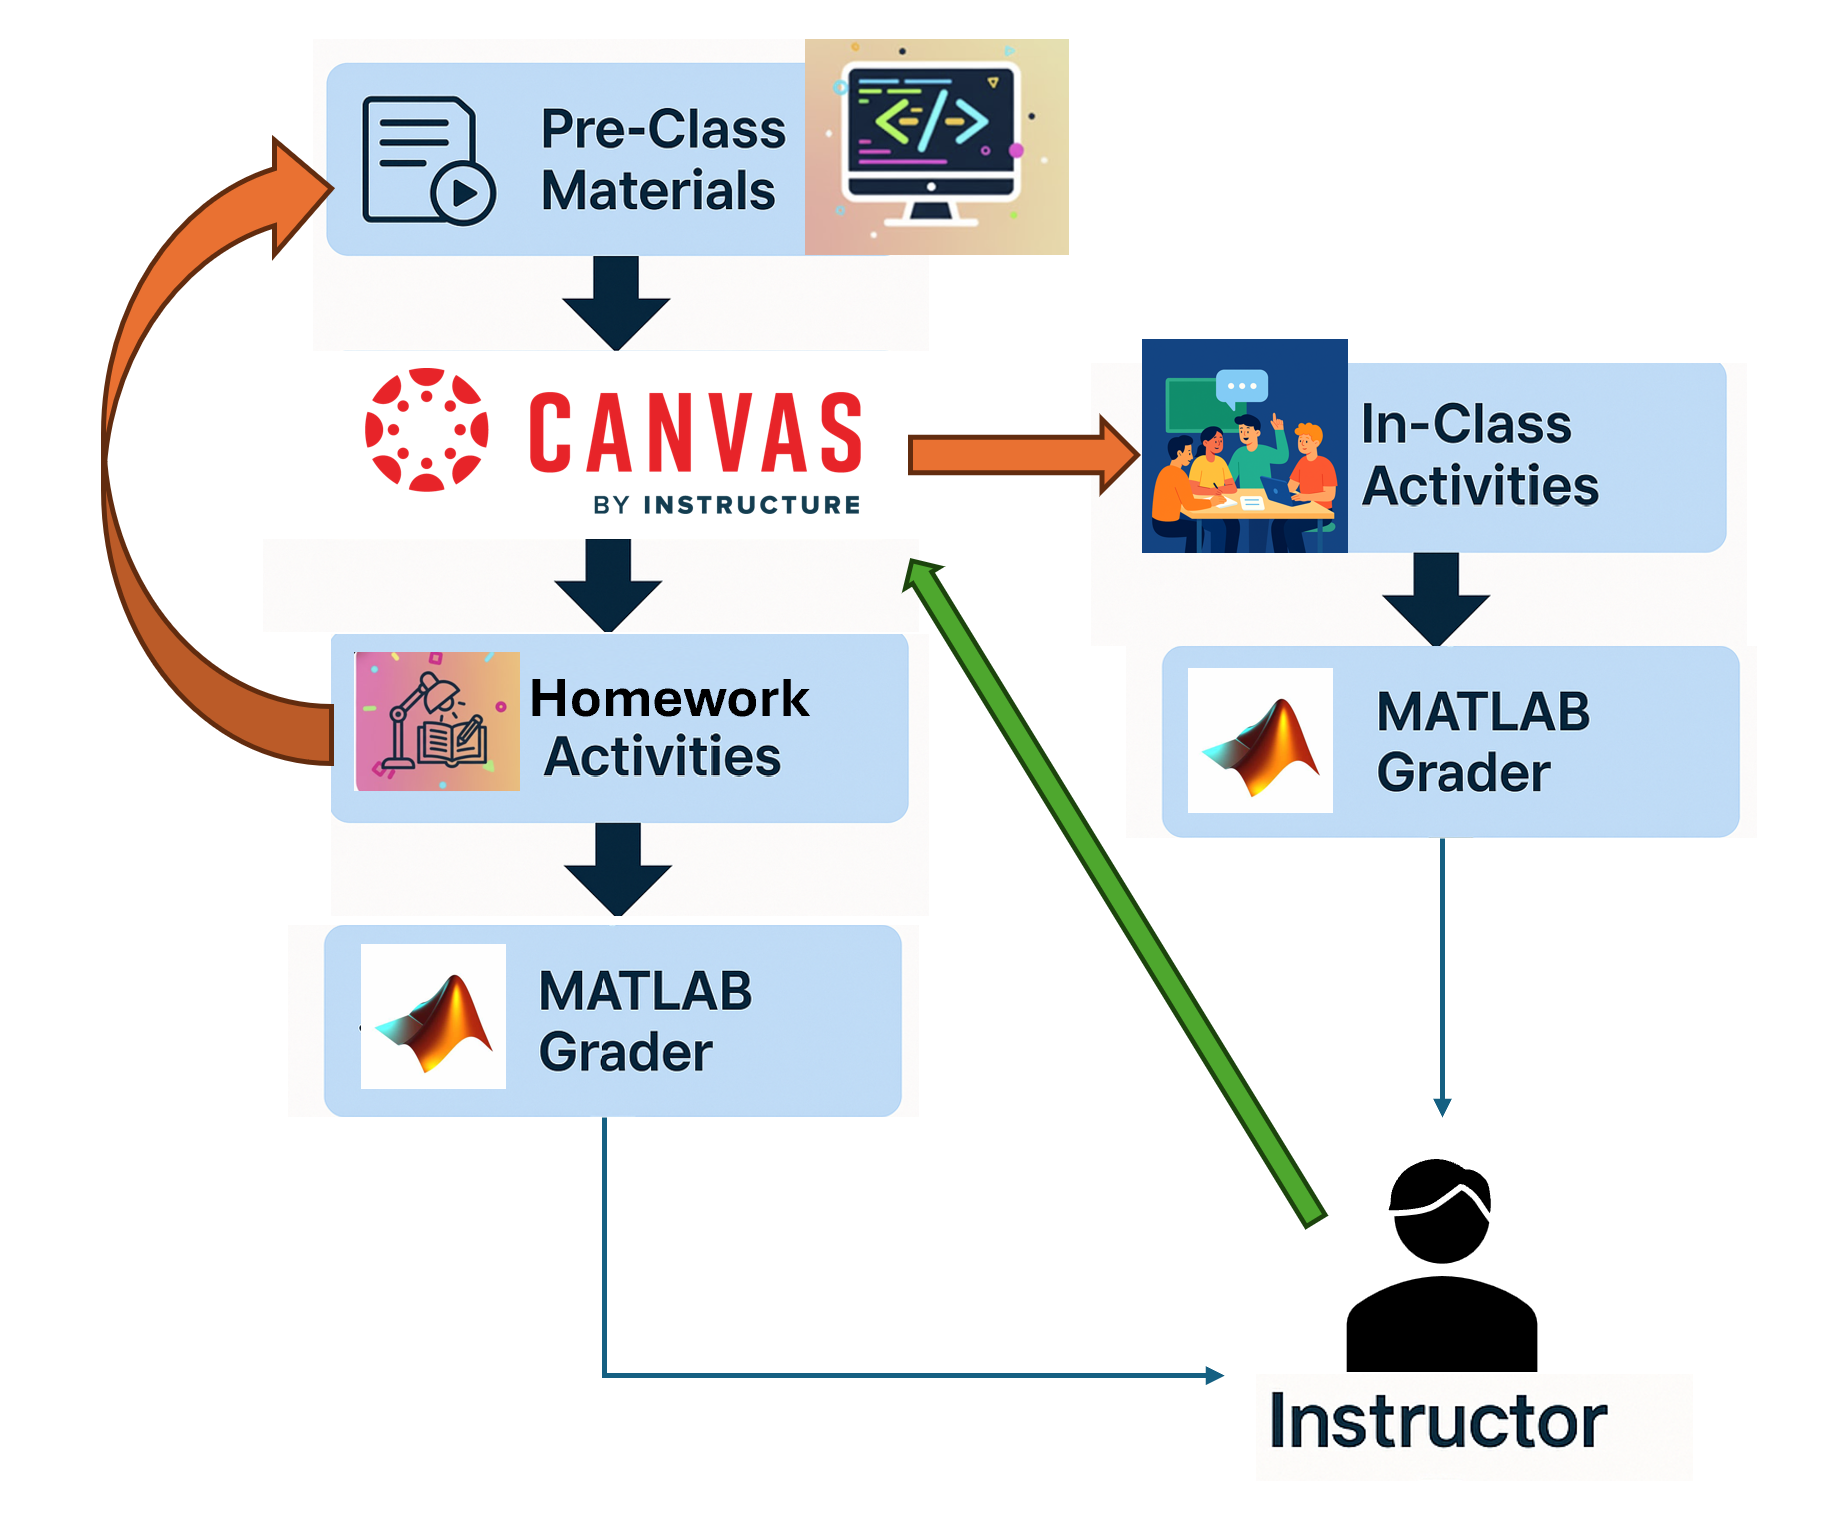 Pre-Class
Materials
CANVAS
BY INSTRUCTURE
In-Class
Activities
Homework
Activities
MATLAB
Grader
MATLAB
Grader
Instructor